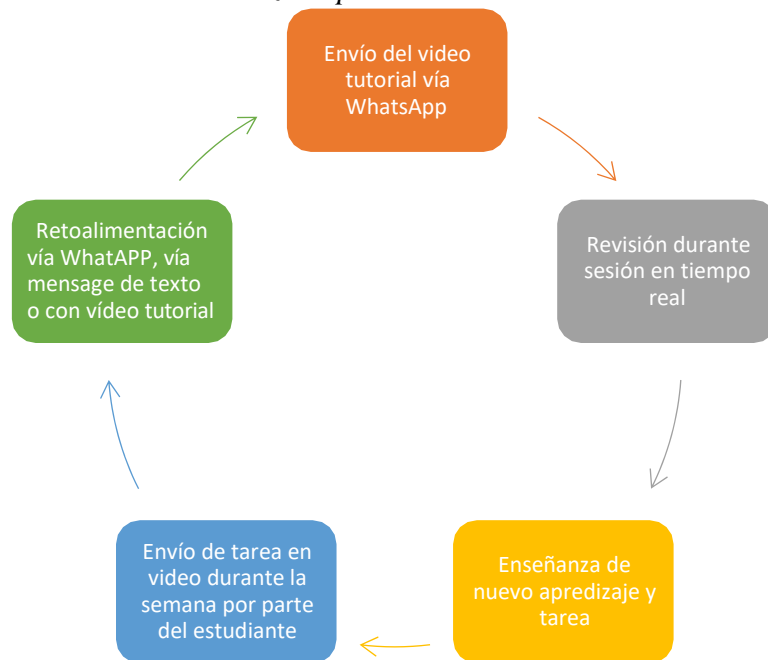 Envío del video
tutorial vía
WhatsApp
Revisión durante
sesión en tiempo
real
Enseñanza de
nuevo apredizaje y
tarea
Envío de tarea en
video durante la
semana por parte
del estudiante
Retoalimentación
vía WhatAPP, vía
mensage de texto
o con vídeo tutorial